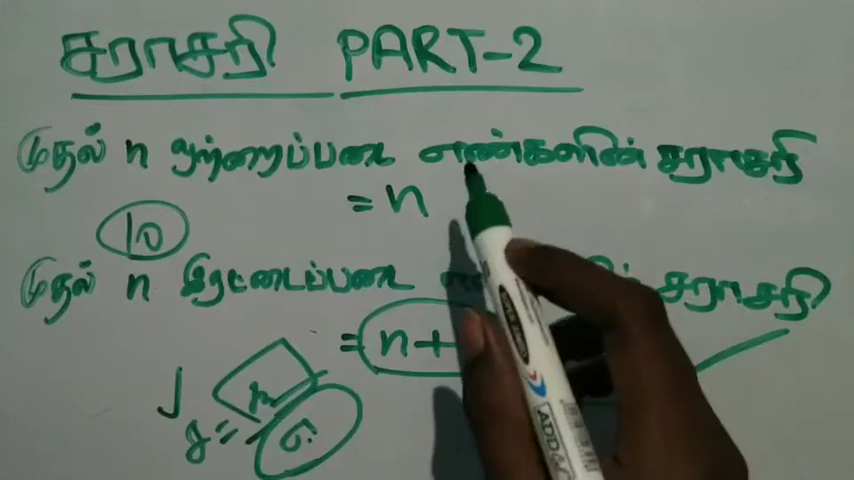 சராசரி PART-2
முதல் n ஒற்றைப்படை எண்களின் சராசரி
= n
10
முதல் n இரட்டைப்படை சராசரி
= n+